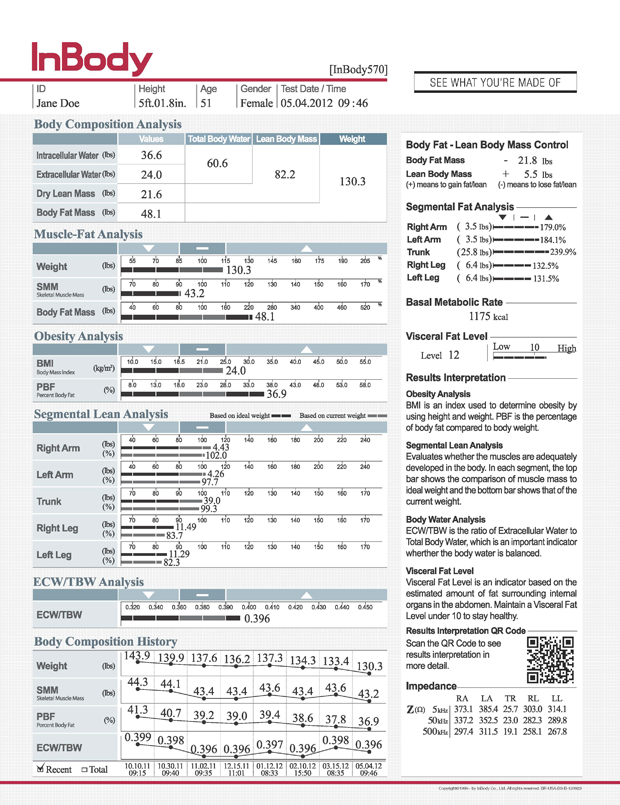 InBody
[InBody570]
SEE WHAT YOU'RE MADE OF
ID Height Age Gender Test Date / Time
Jane Doe 5ft.01.8in. 51 Female 05.04.2012 09:46
Body Composition Analysis
Values Total Body Water Lean Body Mass Weight
Intracellular Water (lbs) 36.6
60.6
Extracellular Water (lbs) 24.0
82.2
130.3
Dry Lean Mass (lbs) 21.6
Body Fat Mass (lbs) 48.1
Muscle-Fat Analysis
Weight (lbs) 55 70 85 100 115 130 145 160 175 190 205 %
130.3
SMM (lbs) 70 80 90 100 110 120 130 140 150 160 170 %
Skeletal Muscle Mass 43.2
Body Fat Mass (lbs) 40 60 80 100 160 220 280 340 400 460 520 %
48.1
Obesity Analysis
BMI (kg/m²) 10.0 15.0 18.5 21.0 25.0 30.0 35.0 40.0 45.0 50.0 55.0
Body Mass Index 24.0
PBF (%) 8.0 13.0 18.0 23.0 28.0 33.0 38.0 43.0 48.0 53.0 58.0
Percent Body Fat 36.9
Segmental Lean Analysis Based on ideal weight Based on current weight
40 60 80 100 120 140 160 180 200 220 240
Right Arm (lbs) 4.43
(%) 102.0
40 60 80 100 120 140 160 180 200 220 240
Left Arm (lbs) 4.26
(%) 97.7
70 80 90 100 110 120 130 140 150 160 170
Trunk (lbs) 39.0
(%) 99.3
70 80 90 100 110 120 130 140 150 160 170
Right Leg (lbs) 11.49
(%) 83.7
70 80 90 100 110 120 130 140 150 160 170
Left Leg (lbs) 11.29
(%) 82.3
ECW/TBW Analysis
0.320 0.340 0.360 0.380 0.390 0.400 0.410 0.420 0.430 0.440 0.450
ECW/TBW 0.396
Body Composition History
Weight (lbs) 143.9 139.9 137.6 136.2 137.3 134.3 133.4 130.3
SMM (lbs) 44.3 44.1 43.4 43.4 43.6 43.4 43.6 43.2
Skeletal Muscle Mass
PBF (%) 41.3 40.7 39.2 39.0 39.4 38.6 37.8 36.9
Percent Body Fat
ECW/TBW 0.399 0.398 0.396 0.396 0.397 0.396 0.398 0.396
Recent Total 10.10.11 10.30.11 11.02.11 12.15.11 01.12.12 02.10.12 03.15.12 05.04.12
09:15 09:40 09:35 11:01 08:33 15:50 08:35 09:46
Body Fat - Lean Body Mass Control
Body Fat Mass - 21.8 lbs
Lean Body Mass + 5.5 lbs
(+) means to gain fat/lean (-) means to lose fat/lean
Segmental Fat Analysis
Right Arm ( 3.5 lbs) 179.0%
Left Arm ( 3.5 lbs) 184.1%
Trunk (25.8 lbs) 239.9%
Right Leg ( 6.4 lbs) 132.5%
Left Leg ( 6.4 lbs) 131.5%
Basal Metabolic Rate
1175 kcal
Visceral Fat Level
Level 12 Low 10 High
Results Interpretation
Obesity Analysis
BMI is an index used to determine obesity by
using height and weight. PBF is the percentage
of body fat compared to body weight.
Segmental Lean Analysis
Evaluates whether the muscles are adequately
developed in the body. In each segment, the top
bar shows the comparison of muscle mass to
ideal weight and the bottom bar shows that of the
current weight.
Body Water Analysis
ECW/TBW is the ratio of Extracellular Water to
Total Body Water, which is an important indicator
wherther the body water is balanced.
Visceral Fat Level
Visceral Fat Level is an indicator based on the
estimated amount of fat surrounding internal
organs in the abdomen. Maintain a Visceral Fat
Level under 10 to stay healthy.
Results Interpretation QR Code
Scan the QR Code to see
results interpretation in
more detail.
Impedance
RA LA TR RL LL
Z(Ω) 5kHz 373.1 385.4 25.7 303.0 314.1
50kHz 337.2 352.5 23.0 282.3 289.8
500kHz 297.4 311.5 19.1 258.1 267.8